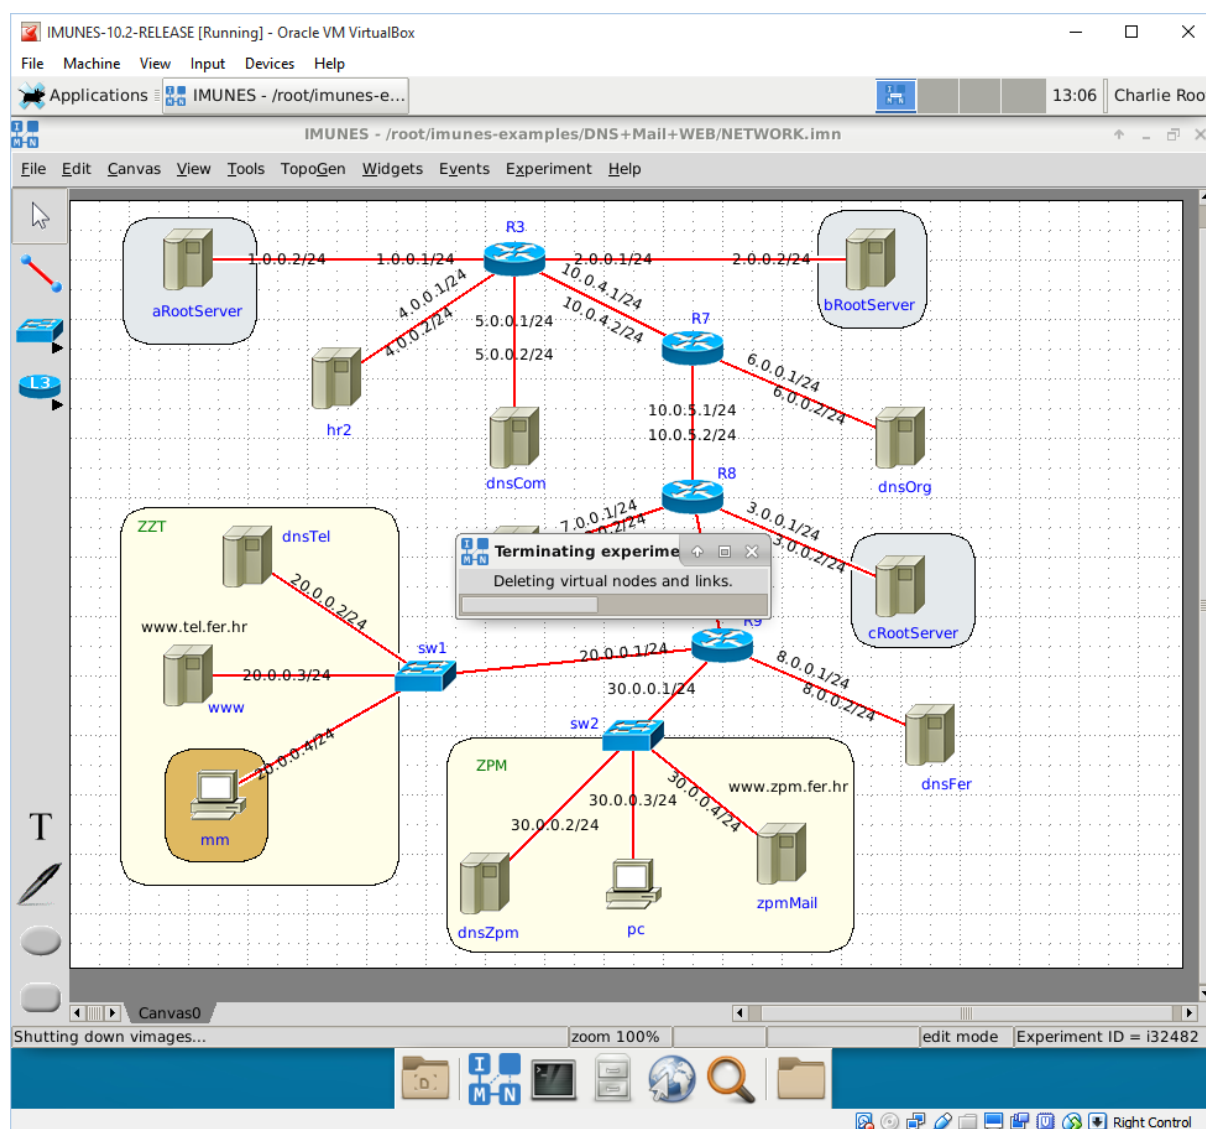 IMUNES-10.2-RELEASE [Running] - Oracle VM VirtualBox
File Machine View Input Devices Help
Applications IMUNES - /root/imunes-e... 13:06 Charlie Roo
IMUNES - /root/imunes-examples/DNS+Mail+WEB/NETWORK.imn
File Edit Canvas View Tools TopoGen Widgets Events Experiment Help
R3
1.0.0.2/24 1.0.0.1/24 2.0.0.1/24 2.0.0.2/24
aRootServer
bRootServer
4.0.0.1/24
4.0.0.2/24
10.0.4.1/24
10.0.4.2/24
5.0.0.1/24
5.0.0.2/24
R7
6.0.0.1/24
6.0.0.2/24
hr2
10.0.5.1/24
10.0.5.2/24
dnsCom
R8
dnsOrg
ZZT
dnsTel
7.0.0.1/24
3.0.0.1/24
3.0.0.2/24
Terminating experime
Deleting virtual nodes and links.
20.0.0.2/24
www.tel.fer.hr
R9
cRootServer
sw1
20.0.0.1/24
20.0.0.3/24
www
8.0.0.1/24
8.0.0.2/24
30.0.0.1/24
sw2
20.0.0.4/24
mm
ZPM
dnsFer
www.zpm.fer.hr
30.0.0.2/24
30.0.0.3/24
30.0.0.4/24
dnsZpm
pc
zpmMail
L3
T
Canvas0
Shutting down vimages... zoom 100% edit mode Experiment ID = i32482
I
M-N
Right Control